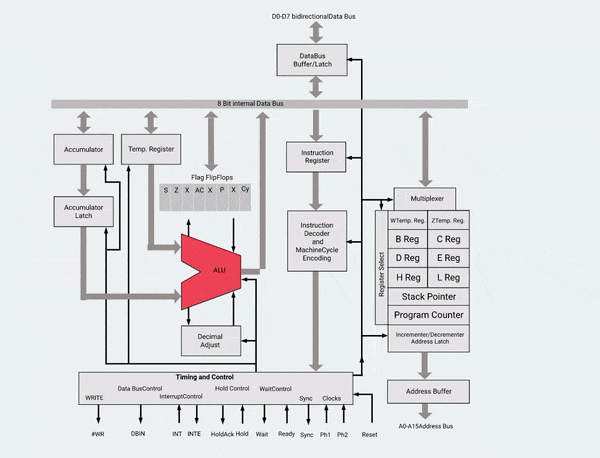 D0-D7 bidirectionalData Bus
DataBus
Buffer/Latch
8 Bit internal Data Bus
Accumulator
Temp. Register
Flag FlipFlops
S Z X AC X P X Cy
Instruction
Register
Accumulator
Latch
Instruction
Decoder
and
MachineCycle
Encoding
ALU
Decimal
Adjust
Multiplexer
Register Select
WTemp. Reg. ZTemp. Reg.
B Reg C Reg
D Reg E Reg
H Reg L Reg
Stack Pointer
Program Counter
Incrementer/Decrementer
Address Latch
Address Buffer
A0-A15Address Bus
Timing and Control
Data BusControl Hold Control WaitControl
WRITE InterruptControl Sync Clocks
#WR DBIN INT INTE HoldAck Hold Wait Ready Sync Ph1 Ph2 Reset